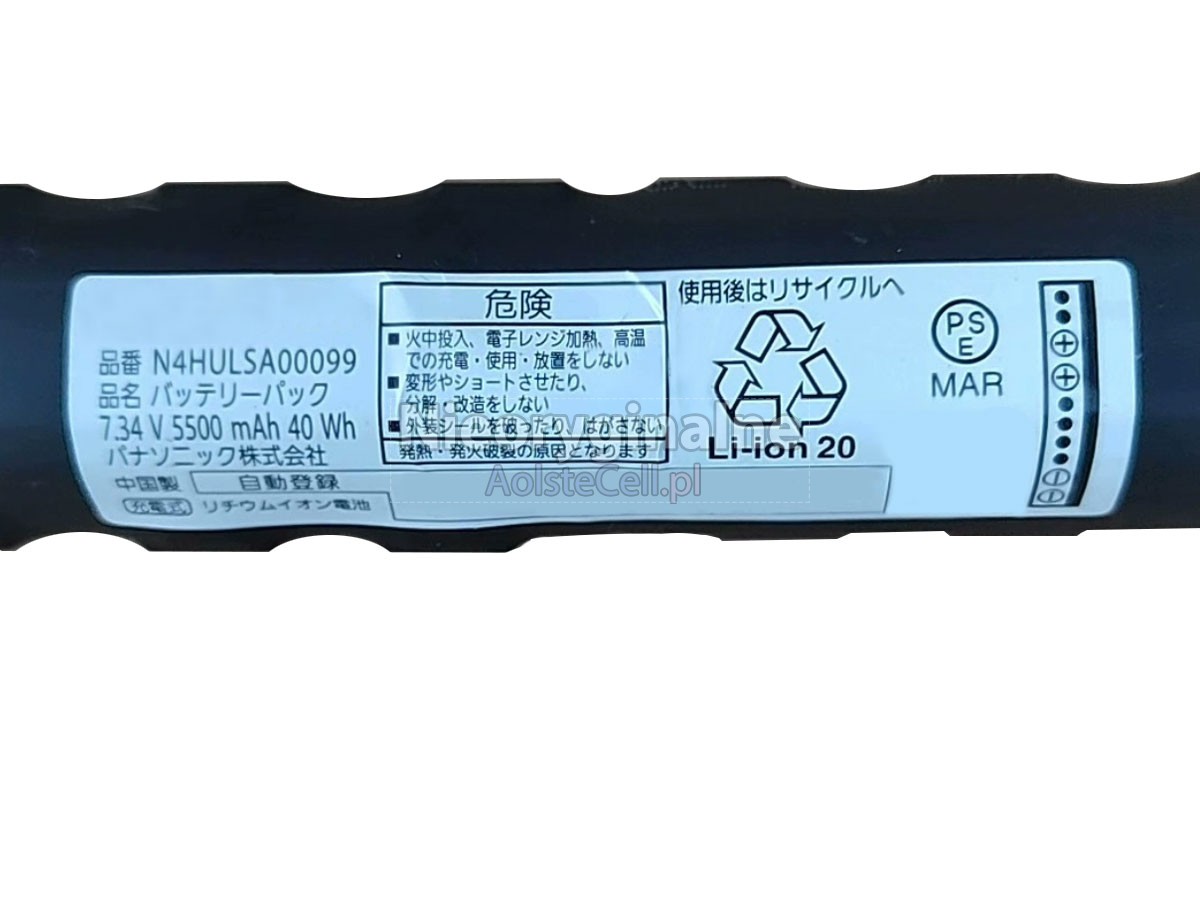 品番 N4HULSA00099
品名 バッテリーパック
7.34 V 5500 mAh 40 Wh
パナソニック株式会社
中国製 自動登録
充電式 リチウムイオン電池
危険
■ 火中投入、電子レンジ加熱、高温
での充電・使用・放置をしない
■ 変形やショートさせたり、
分解・改造をしない
■ 外装シールを破ったり、はがさない
発熱・発火破裂の原因となります
使用後はリサイクルへ
Li-ion 20
PS
E
MAR
Nieoryginalne
AolsteCell.pl